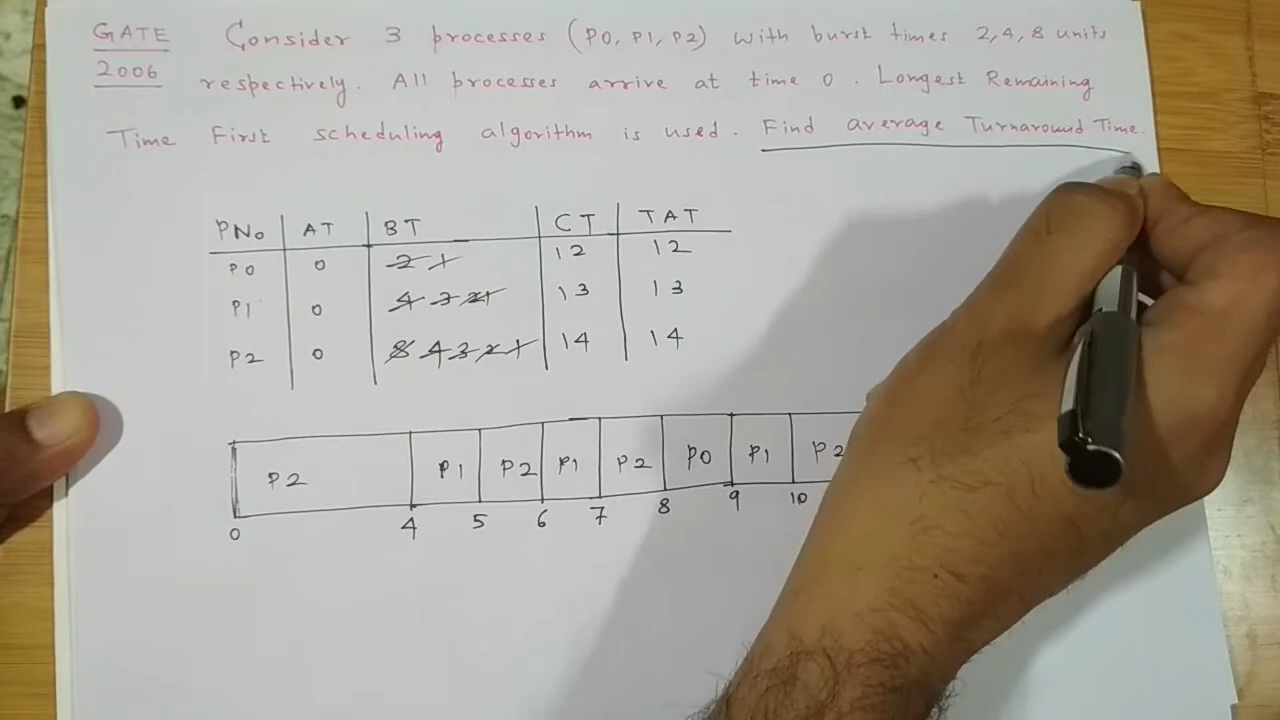 GATE Consider 3 processes (P0, P1, P2) with burst times 2, 4, 8 units
2006 respectively. All processes arrive at time 0. Longest Remaining
Time First scheduling algorithm is used. Find average Turnaround Time.
PNo AT BT CT TAT
P0 0 2 1 12 12
P1 0 4 3 2 1 13 13
P2 0 8 4 3 2 1 14 14
P2 P1 P2 P1 P2 P0 P1 P2
0 4 5 6 7 8 9 10